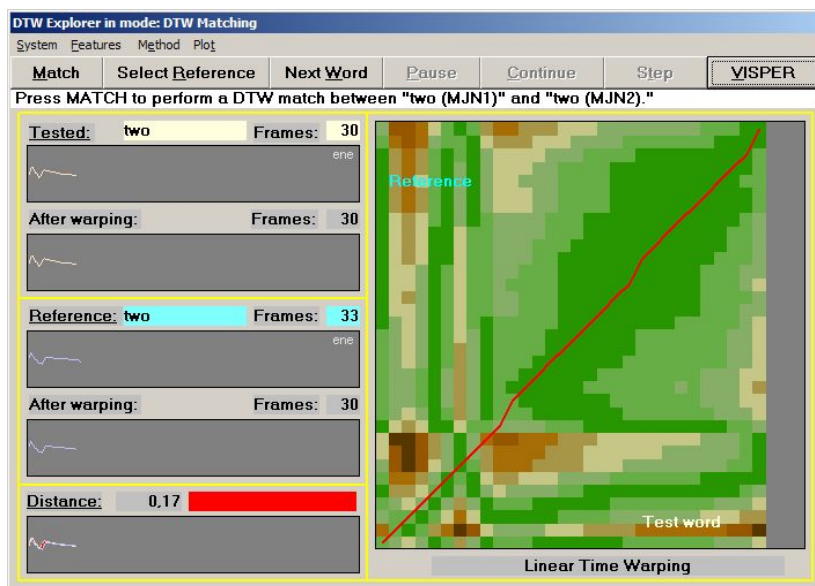 DTW Explorer in mode: DTW Matching
System Features Method Plot
Match Select Reference Next Word Pause Continue Step VISPER
Press MATCH to perform a DTW match between "two (MJN1)" and "two (MJN2)."
Tested: two Frames: 30
ene
After warping: Frames: 30
Reference: two Frames: 33
ene
After warping: Frames: 30
Distance: 0,17
Reference
Test word
Linear Time Warping